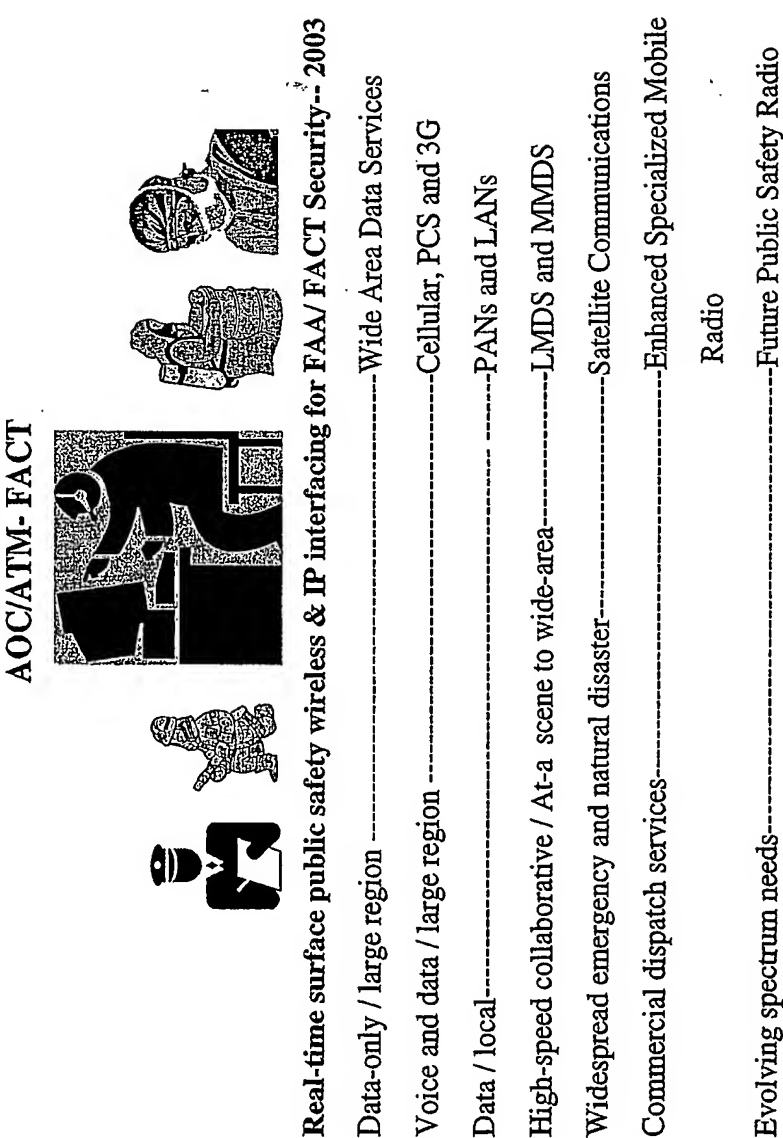 AOC/ATM- FACT
Real-time surface public safety wireless & IP interfacing for FAA/ FACT Security-- 2003
Data-only / large region ----------------------------------------Wide Area Data Services
Voice and data / large region ----------------------------------------Cellular, PCS and 3G
Data / local---------------------------------------- ------PANs and LANs
High-speed collaborative / At-a scene to wide-area----------------LMDS and MMDS
Widespread emergency and natural disaster-----------------------------Satellite Communications
Commercial dispatch services----------------------------------------Enhanced Specialized Mobile
Radio
Evolving spectrum needs----------------------------------------Future Public Safety Radio